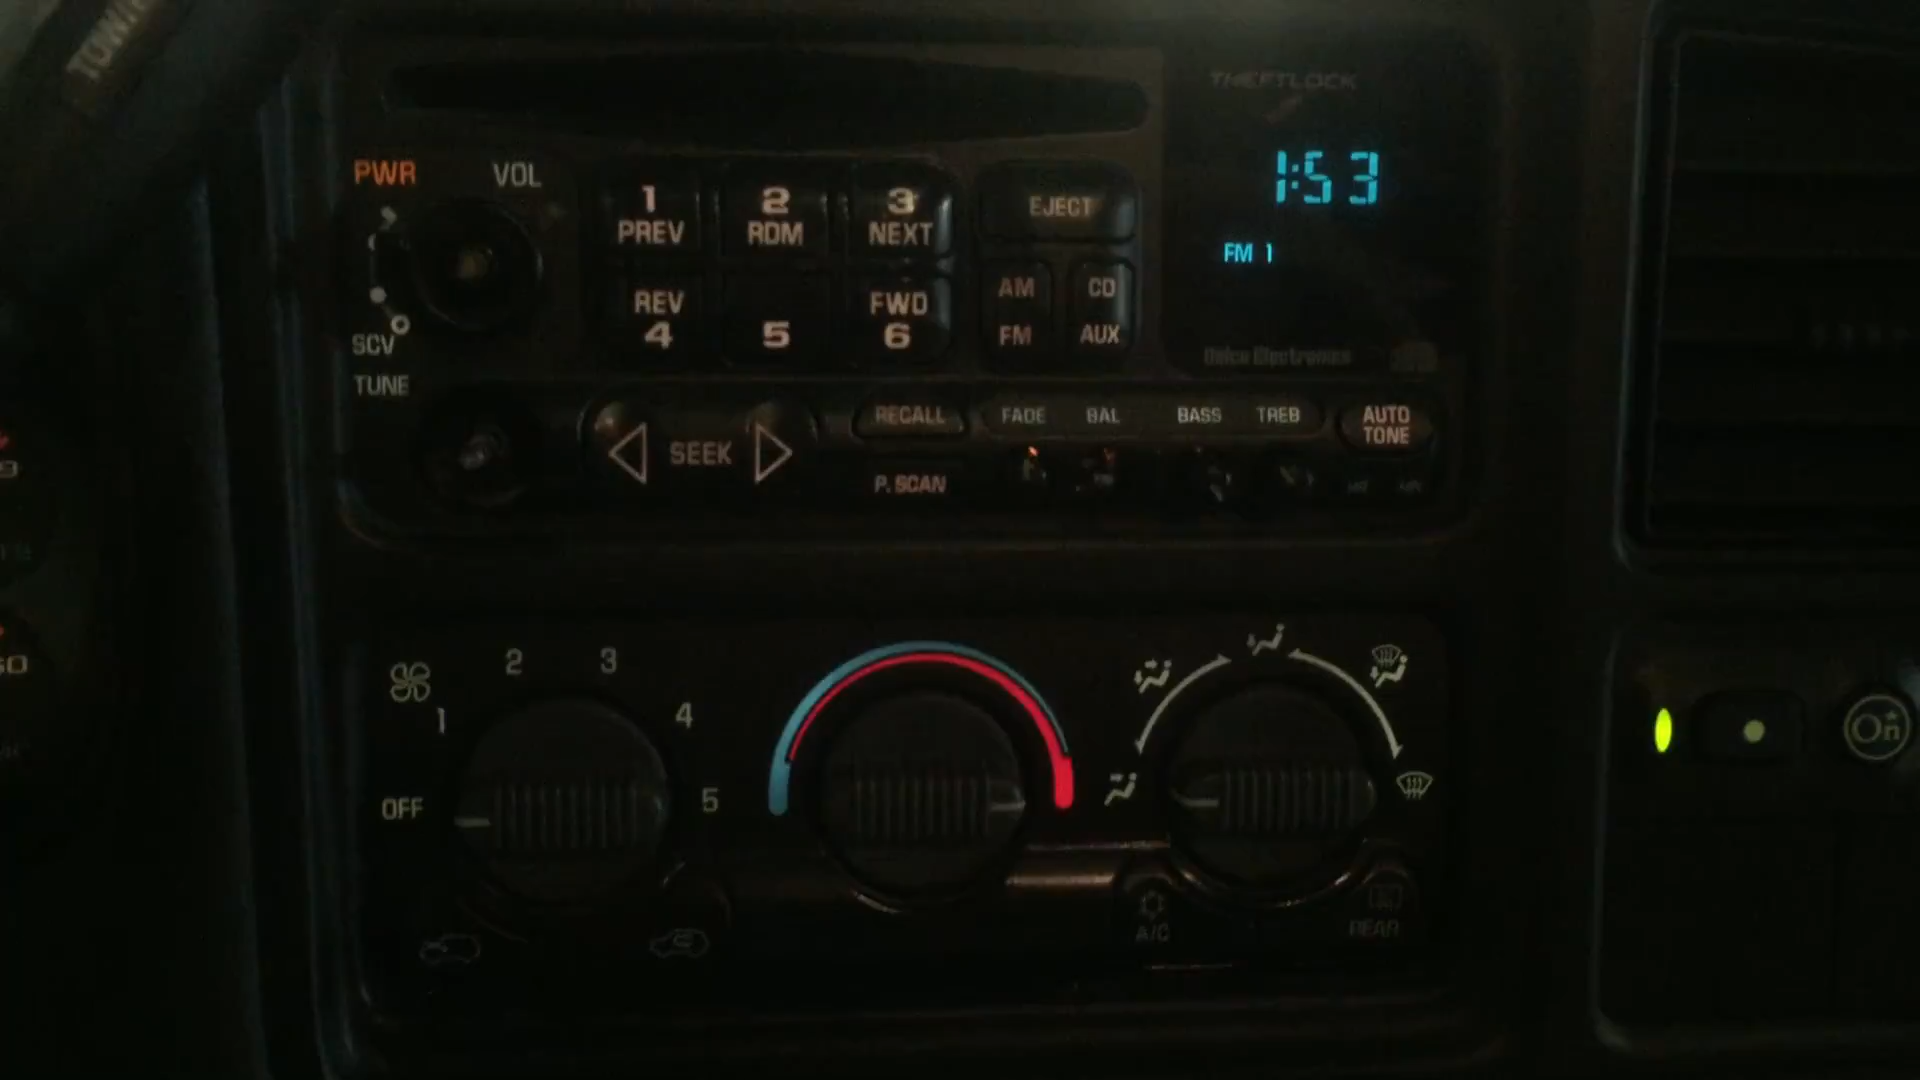 THEFTLOCK
1:53
PWR
VOL
1
PREV
2
RDM
3
NEXT
EJECT
FM 1
REV
4
5
FWD
6
AM
FM
CD
AUX
SCV
TUNE
Delco Electronics
SEEK
RECALL
P.SCAN
FADE
BAL
BASS
TREB
AUTO
TONE
OFF
1
2
3
4
5
A/C
REAR
On